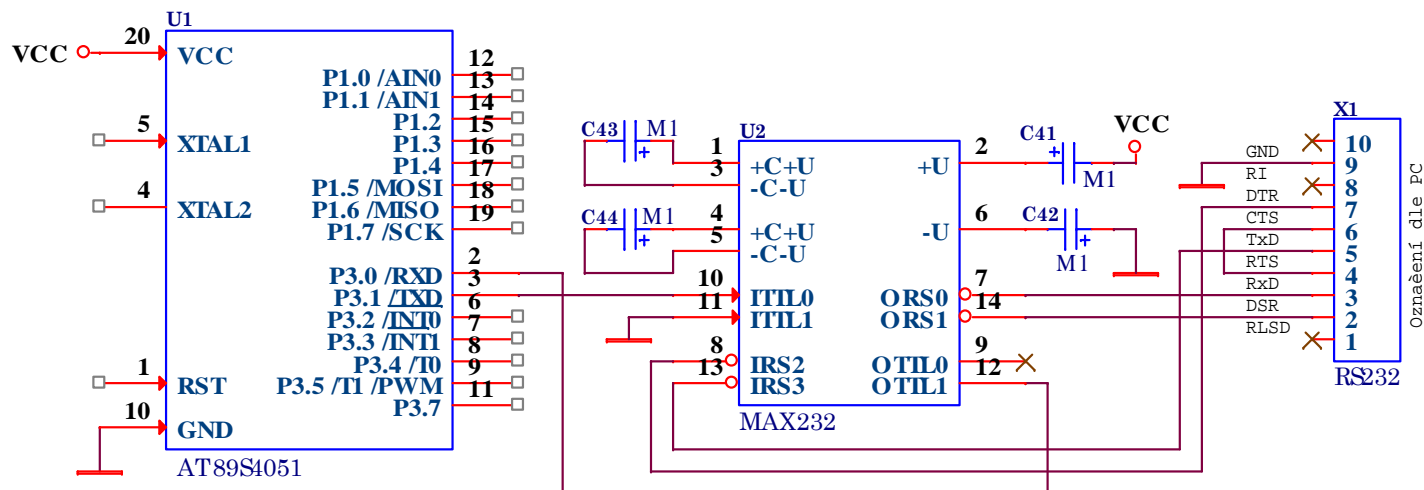 U1
VCC
20
VCC
5
XTAL1
4
XTAL2
1
RST
10
GND
AT89S4051
12
P1.0 /AIN0
13
P1.1 /AIN1
14
P1.2
15
P1.3
16
P1.4
17
P1.5 /MOSI
18
P1.6 /MISO
19
P1.7 /SCK
2
P3.0 /RXD
3
P3.1 /TXD
6
P3.2 /INT0
7
P3.3 /INT1
8
P3.4 /T0
9
P3.5 /T1 /PWM
11
P3.7
C43
M1
C44
M1
U2
1
+C+U
3
-C-U
4
+C+U
5
-C-U
10
ITIL0
11
ITIL1
8
IRS2
13
IRS3
MAX232
2
+U
6
-U
7
ORS0
14
ORS1
9
OTIL0
12
OTIL1
C41
M1
VCC
C42
M1
X1
10
GND
9
RI
8
DTR
7
CTS
6
TxD
5
RTS
4
RxD
3
DSR
2
RLSD
1
RS232
Oznaèení dle PC